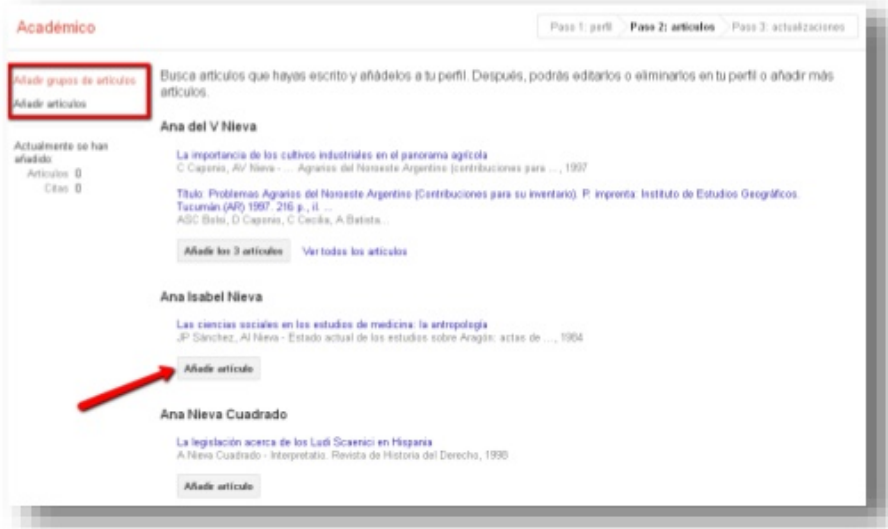 Académico
Paso 1: perfil Paso 2: artículos Paso 3: actualizaciones
Añadir grupos de artículos
Añadir artículos
Actualmente se han
añadido:
Artículos 0
Citas 0
Busca artículos que hayas escrito y añádelos a tu perfil. Después, podrás editarlos o eliminarlos en tu perfil o añadir más
artículos.
Ana del V Nieva
La importancia de los cultivos industriales en el panorama agrícola
C Caponis, AV Nieva - ... Agrarios del Noroeste Argentino (contribuciones para ..., 1997
Título: Problemas Agrarios del Noroeste Argentino (Contribuciones para su inventario). P. imprenta: Instituto de Estudios Geográficos.
Tucumán (AR) 1997. 216 p., il. ...
ASC Bolsi, D Caponis, C Cecilia, A Batista...
Añadir los 3 artículos Ver todos los artículos
Ana Isabel Nieva
Las ciencias sociales en los estudios de medicina: la antropología
JP Sánchez, AI Nieva - Estado actual de los estudios sobre Aragón: actas de ..., 1984
Añadir artículo
Ana Nieva Cuadrado
La legislación acerca de los Ludi Scaenici en Hispania
A Nieva Cuadrado - Interpretatio. Revista de Historia del Derecho, 1998
Añadir artículo